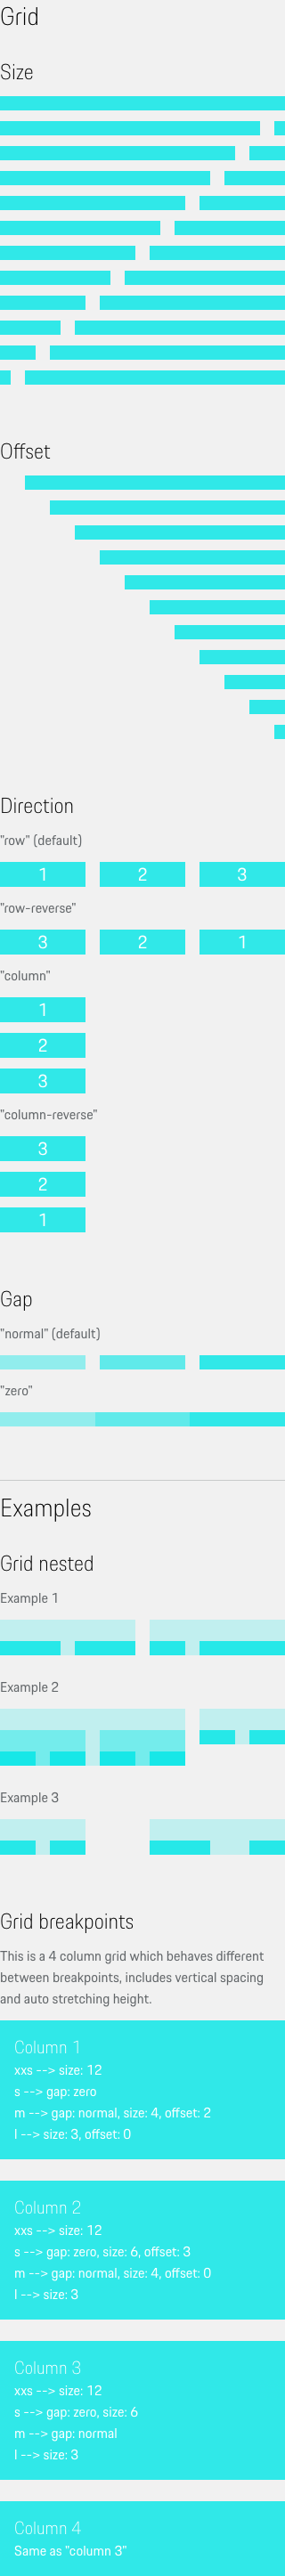 Grid
Size
Offset
Direction
"row" (default)
1 2 3
"row-reverse"
3 2 1
"column"
1
2
3
"column-reverse"
3
2
1
Gap
"normal" (default)
"zero"
Examples
Grid nested
Example 1
Example 2
Example 3
Grid breakpoints
This is a 4 column grid which behaves different
between breakpoints, includes vertical spacing
and auto stretching height.
Column 1
xxs --> size: 12
s --> gap: zero
m --> gap: normal, size: 4, offset: 2
l --> size: 3, offset: 0
Column 2
xxs --> size: 12
s --> gap: zero, size: 6, offset: 3
m --> gap: normal, size: 4, offset: 0
l --> size: 3
Column 3
xxs --> size: 12
s --> gap: zero, size: 6
m --> gap: normal
l --> size: 3
Column 4
Same as "column 3"